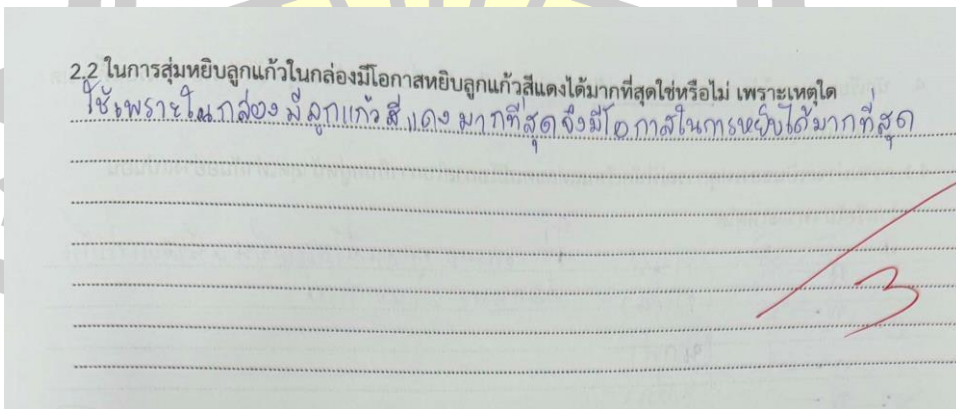 2.2 ในการสุ่มหยิบลูกแก้วในกล่องมีโอกาสหยิบลูกแก้วสีแดงได้มากที่สุดใช่หรือไม่ เพราะเหตุใด
ใช้เพราะในกล่องมีลูกแก้วสีแดงมากที่สุดจึงมีโอกาสในการหยิบได้มากที่สุด
3